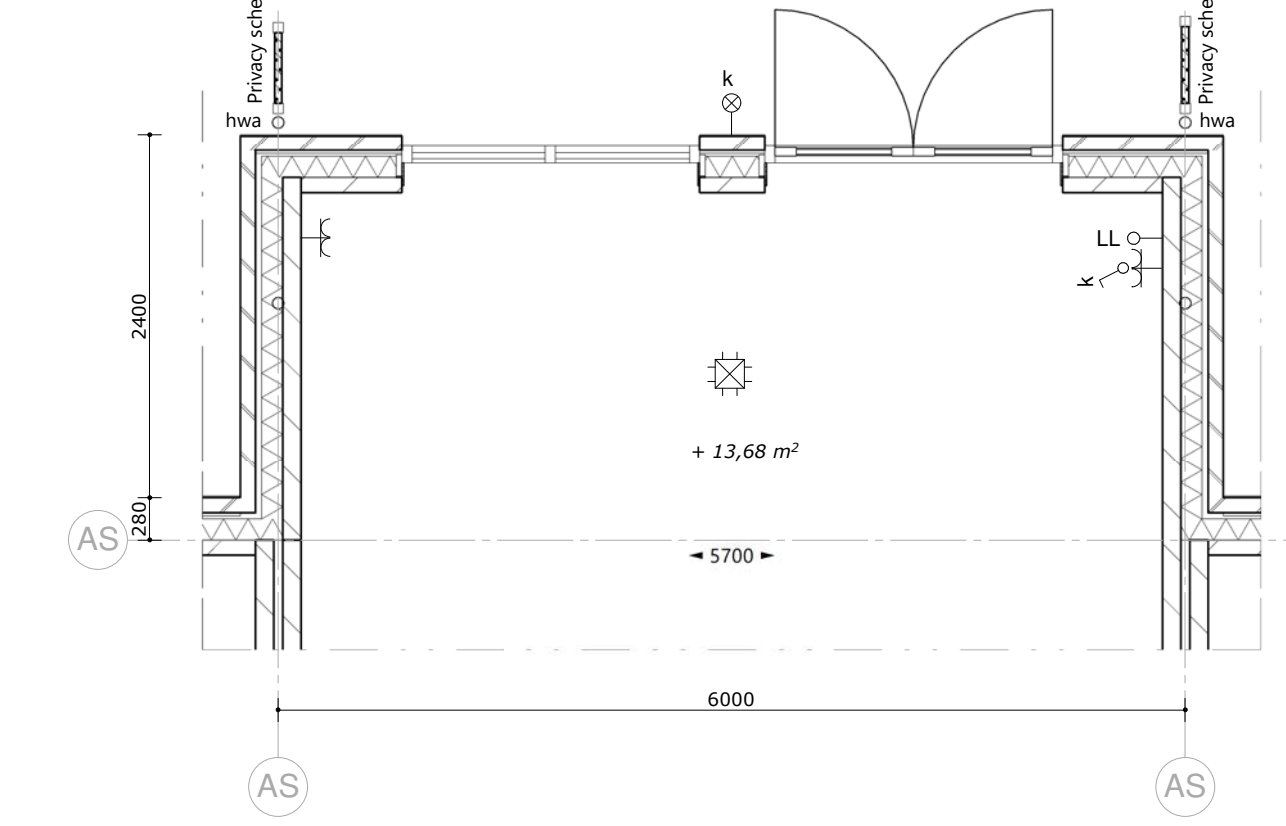 Privacy sche
Privacy sche
k
hwa
hwa
LL
k
2400
+ 13,68 m²
280
AS
5700
6000
AS
AS